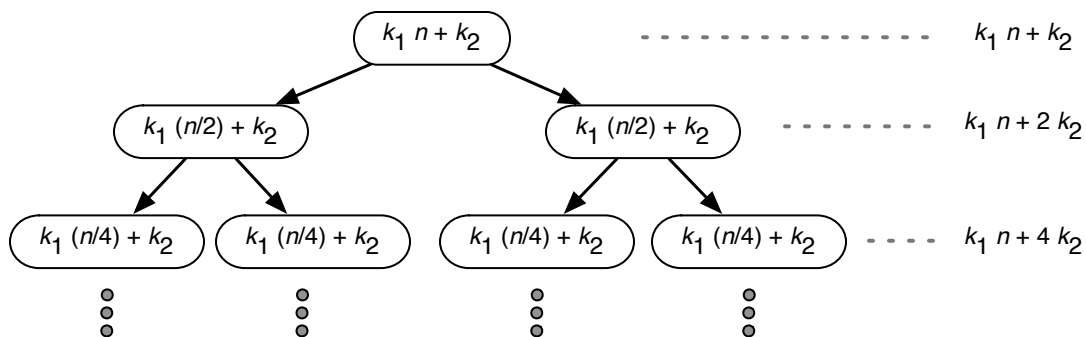 k₁ n + k₂ k₁ n + k₂
k₁ (n/2) + k₂ k₁ (n/2) + k₂ k₁ n + 2 k₂
k₁ (n/4) + k₂ k₁ (n/4) + k₂ k₁ (n/4) + k₂ k₁ (n/4) + k₂ k₁ n + 4 k₂